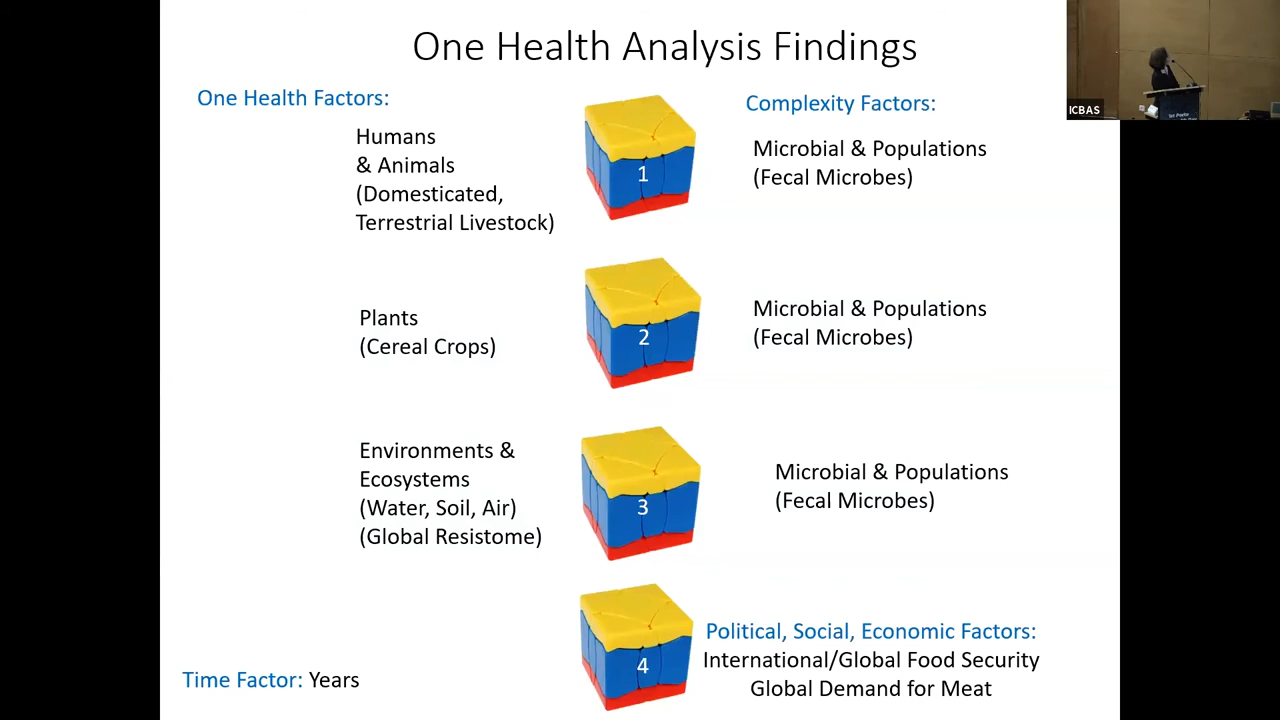 One Health Analysis Findings
One Health Factors:
Humans
& Animals
(Domesticated,
Terrestrial Livestock)
1
Complexity Factors:
Microbial & Populations
(Fecal Microbes)
Plants
(Cereal Crops)
2
Microbial & Populations
(Fecal Microbes)
Environments &
Ecosystems
(Water, Soil, Air)
(Global Resistome)
3
Microbial & Populations
(Fecal Microbes)
4
Political, Social, Economic Factors:
International/Global Food Security
Global Demand for Meat
Time Factor: Years
ICBAS